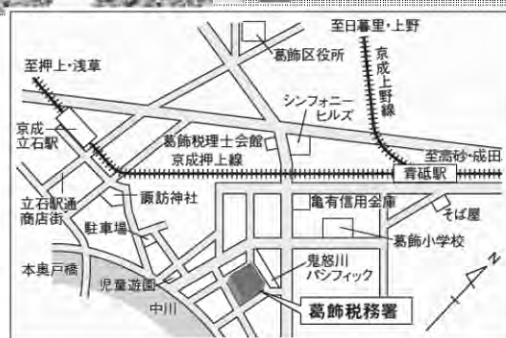 至日暮里・上野
葛飾区役所
至押上・浅草
京成上野線
シンフォニー
ヒルズ
京成
立石駅
葛飾税理士会館
京成押上線
至高砂・成田
青砥駅
立石駅通
商店街
諏訪神社
亀有信用金庫
そば屋
駐車場
葛飾小学校
本奥戸橋
鬼怒川
パシフィック
児童遊園
中川
葛飾税務署
N